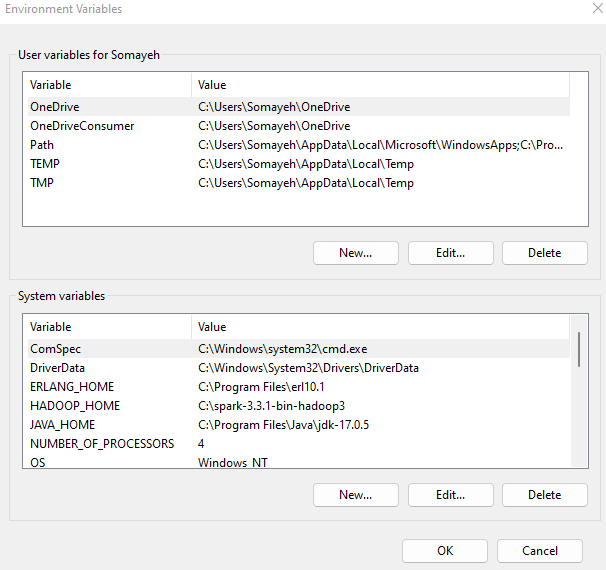 Environment Variables
User variables for Somayeh
Variable Value
OneDrive C:\Users\Somayeh\OneDrive
OneDriveConsumer C:\Users\Somayeh\OneDrive
Path C:\Users\Somayeh\AppData\Local\Microsoft\WindowsApps;C:\Pro...
TEMP C:\Users\Somayeh\AppData\Local\Temp
TMP C:\Users\Somayeh\AppData\Local\Temp
New... Edit... Delete
System variables
Variable Value
ComSpec C:\Windows\system32\cmd.exe
DriverData C:\Windows\System32\Drivers\DriverData
ERLANG_HOME C:\Program Files\erl10.1
HADOOP_HOME C:\spark-3.3.1-bin-hadoop3
JAVA_HOME C:\Program Files\Java\jdk-17.0.5
NUMBER_OF_PROCESSORS 4
OS Windows_NT
New... Edit... Delete
OK Cancel